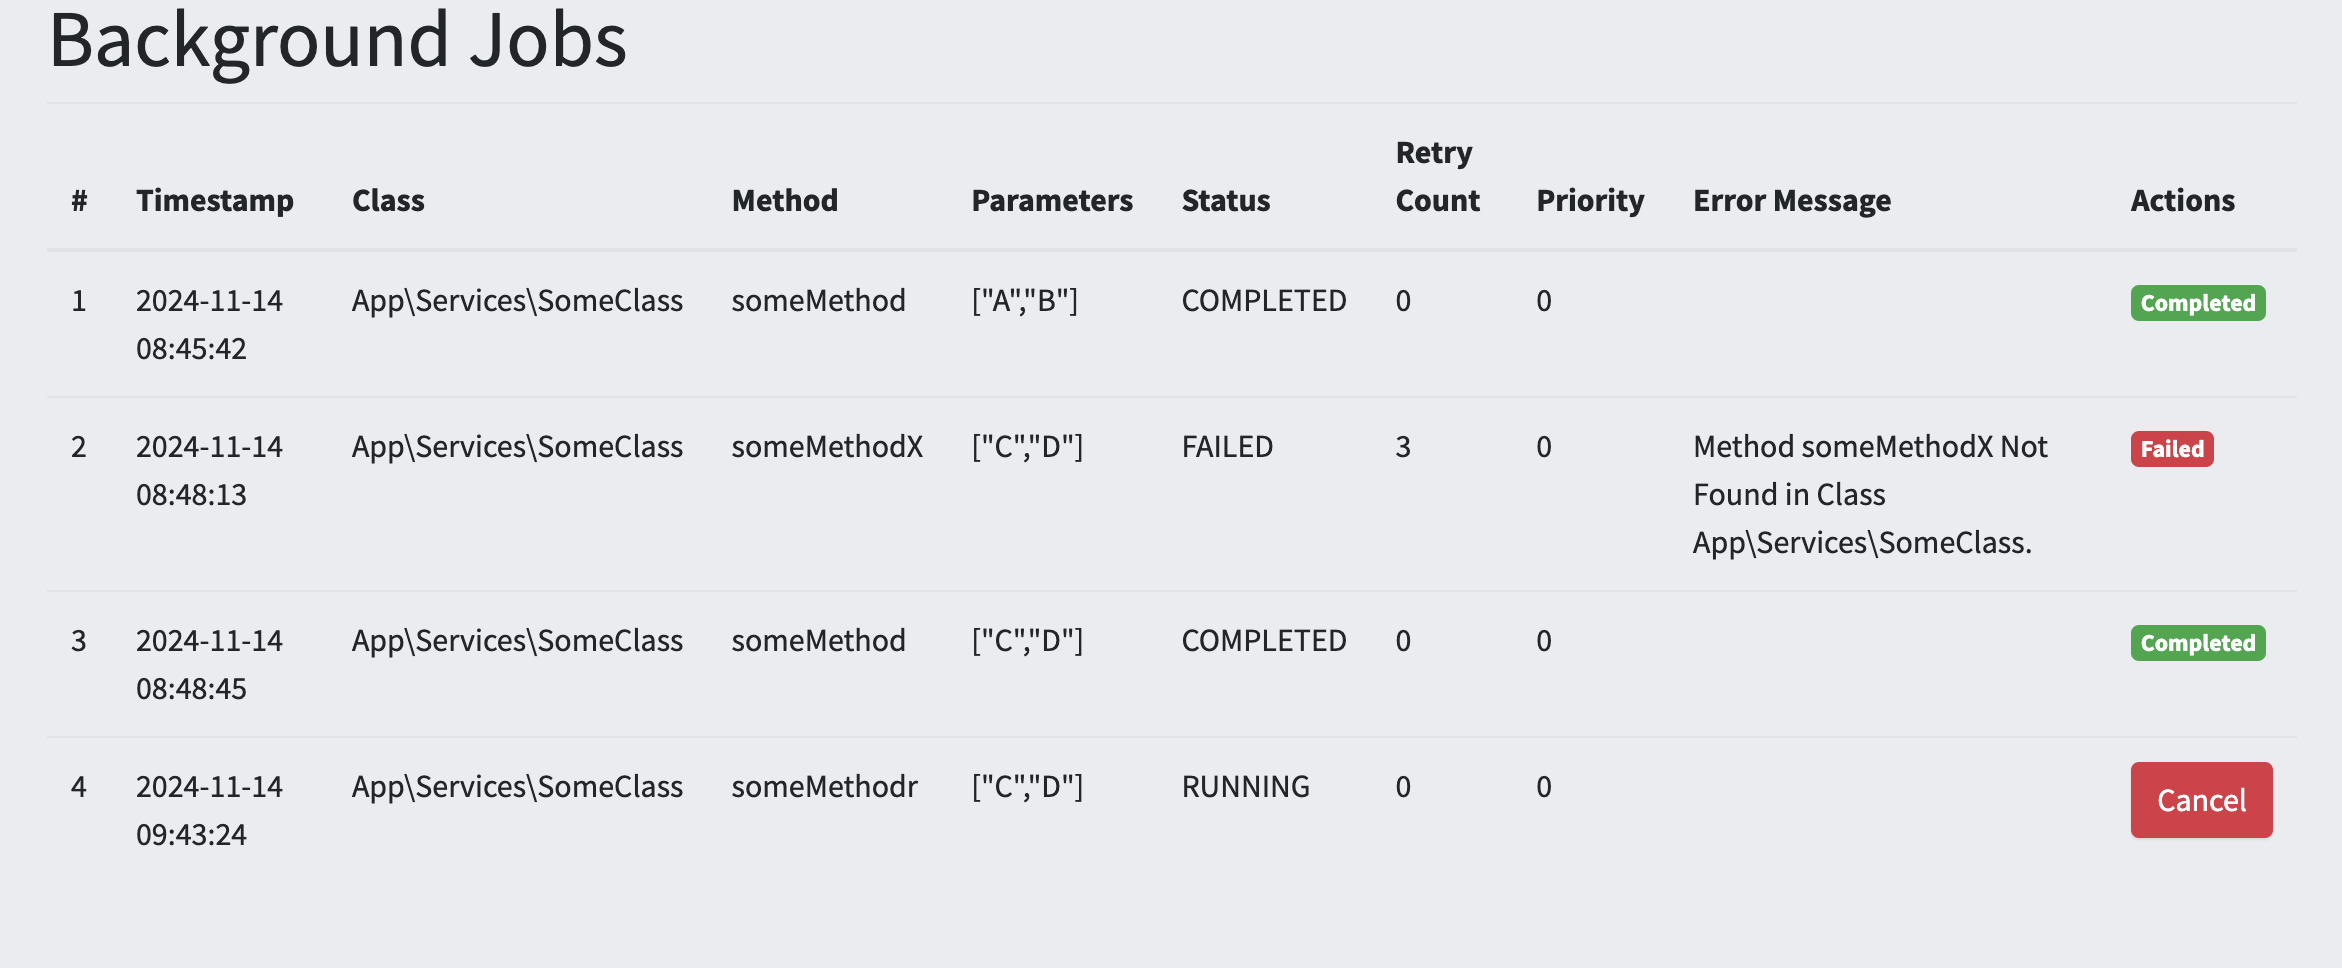 Background Jobs
# Timestamp Class Method Parameters Status Retry Count Priority Error Message Actions
1 2024-11-14 App\Services\SomeClass someMethod ["A","B"] COMPLETED 0 0 Completed
08:45:42
2 2024-11-14 App\Services\SomeClass someMethodX ["C","D"] FAILED 3 0 Method someMethodX Not Failed
08:48:13 Found in Class
App\Services\SomeClass.
3 2024-11-14 App\Services\SomeClass someMethod ["C","D"] COMPLETED 0 0 Completed
08:48:45
4 2024-11-14 App\Services\SomeClass someMethodr ["C","D"] RUNNING 0 0 Cancel
09:43:24